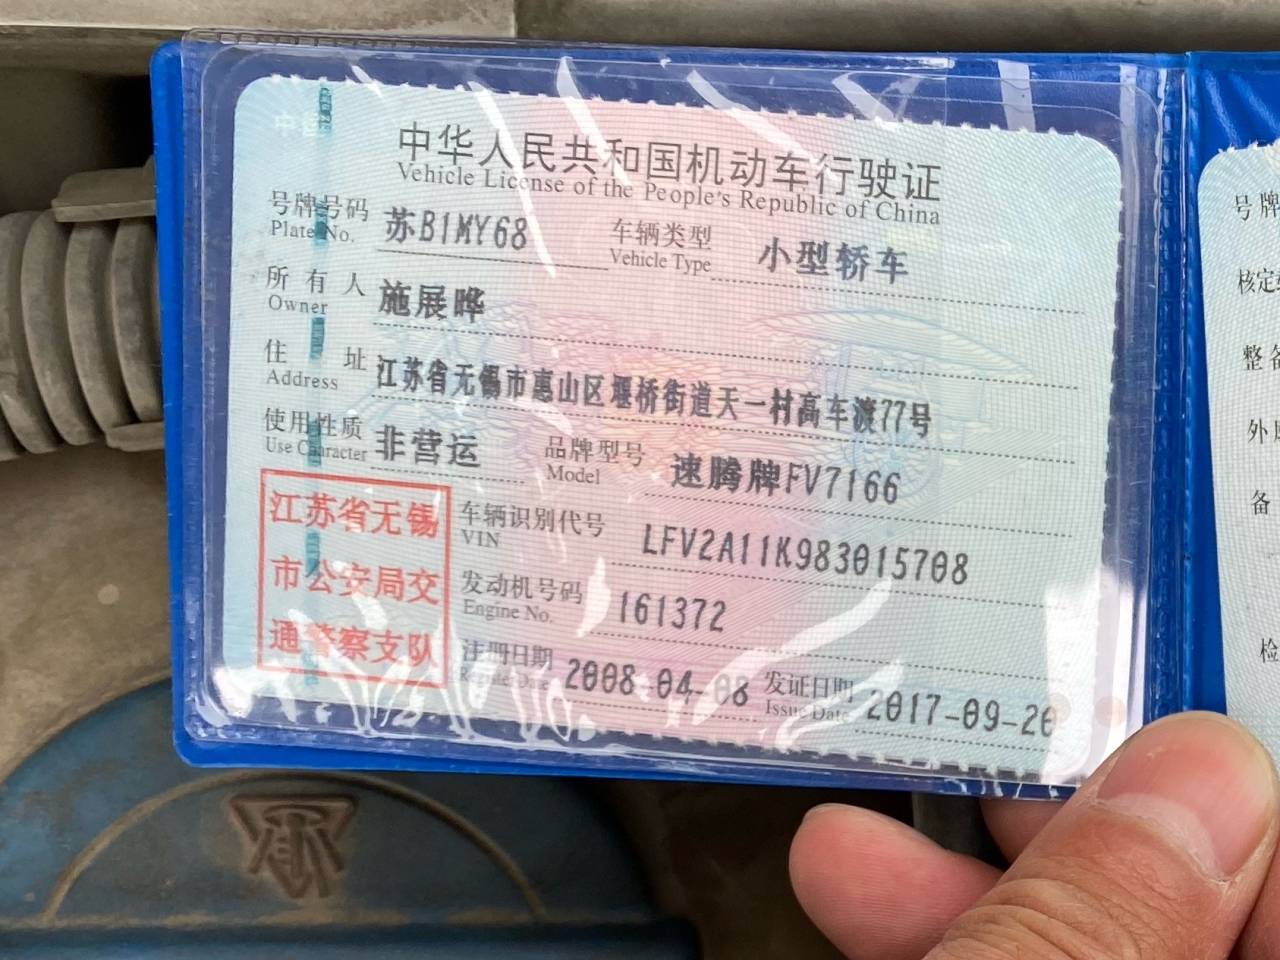 中华人民共和国机动车行驶证
Vehicle License of the People's Republic of China
号牌号码 苏B1MY68 车辆类型 小型轿车
Plate No. Vehicle Type
所有人 施展晔
Owner
住址 江苏省无锡市惠山区堰桥街道天一村高车渡77号
Address
使用性质 非营运 品牌型号 速腾牌FV7166
Use Character Model
江苏省无锡
市公安局交
通警察支队
车辆识别代号 LFV2A11K983015708
VIN
发动机号码 161372
Engine No.
注册日期 2008-04-08 发证日期 2017-09-20
Register Date Issue Date
号牌
核定
整备
外
备
检